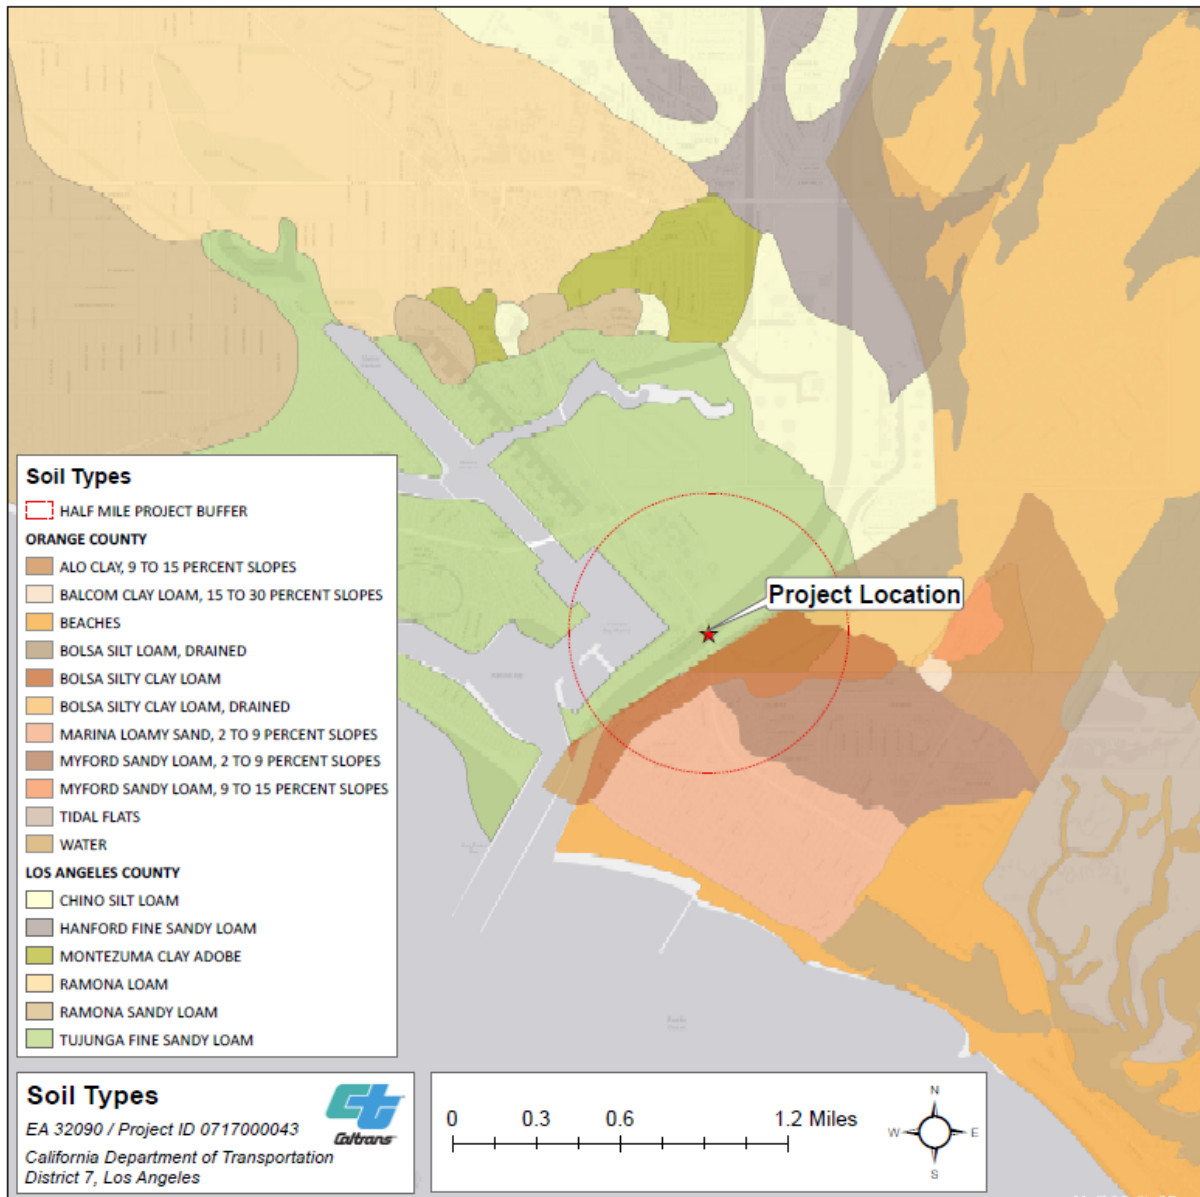 Project Location
Soil Types
HALF MILE PROJECT BUFFER
ORANGE COUNTY
ALO CLAY, 9 TO 15 PERCENT SLOPES
BALCOM CLAY LOAM, 15 TO 30 PERCENT SLOPES
BEACHES
BOLSA SILT LOAM, DRAINED
BOLSA SILTY CLAY LOAM
BOLSA SILTY CLAY LOAM, DRAINED
MARINA LOAMY SAND, 2 TO 9 PERCENT SLOPES
MYFORD SANDY LOAM, 2 TO 9 PERCENT SLOPES
MYFORD SANDY LOAM, 9 TO 15 PERCENT SLOPES
TIDAL FLATS
WATER
LOS ANGELES COUNTY
CHINO SILT LOAM
HANFORD FINE SANDY LOAM
MONTEZUMA CLAY ADOBE
RAMONA LOAM
RAMONA SANDY LOAM
TUJUNGA FINE SANDY LOAM
Soil Types
EA 32090 / Project ID 0717000043
California Department of Transportation
District 7, Los Angeles
ct
Caltrans
0 0.3 0.6 1.2 Miles
N
W E
S